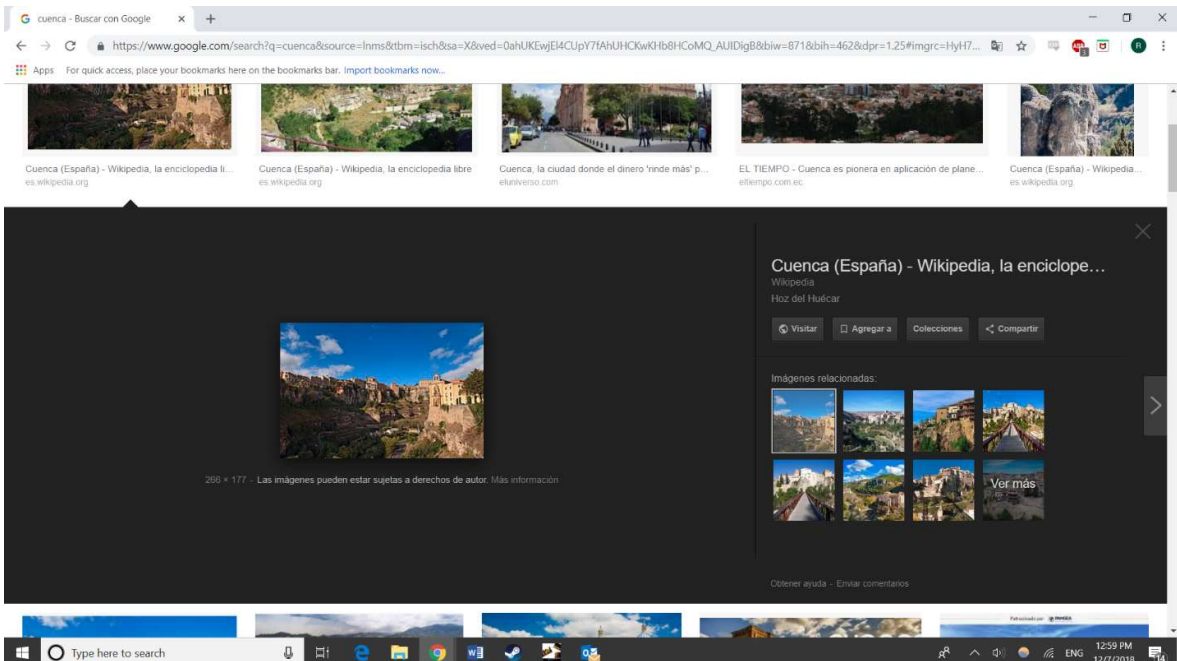 cuenca - Buscar con Google
https://www.google.com/search?q=cuenca&source=lnms&tbm=isch&sa=X&ved=0ahUKEwjEl4CUpY7fAhUHCKwKHb8HCoMQ_AUIDigB&biw=871&bih=462&dpr=1.25#imgrc=HyH7...
Apps For quick access, place your bookmarks here on the bookmarks bar. Import bookmarks now...
Cuenca (España) - Wikipedia, la enciclopedia li... Cuenca (España) - Wikipedia, la enciclopedia libre Cuenca, la ciudad donde el dinero 'rinde más' p... EL TIEMPO - Cuenca es pionera en aplicación de plane... Cuenca (España) - Wikipedia...
es.wikipedia.org es.wikipedia.org eluniverso.com eltiempo.com.ec es.wikipedia.org
Cuenca (España) - Wikipedia, la enciclope...
Wikipedia
Hoz del Huécar
Visitar Agregar a Colecciones Compartir
Imágenes relacionadas:
Ver más
266 × 177 - Las imágenes pueden estar sujetas a derechos de autor. Más información
Obtener ayuda - Enviar comentarios
Patrocinado por
Type here to search
ENG 12:59 PM
12/7/2018
14